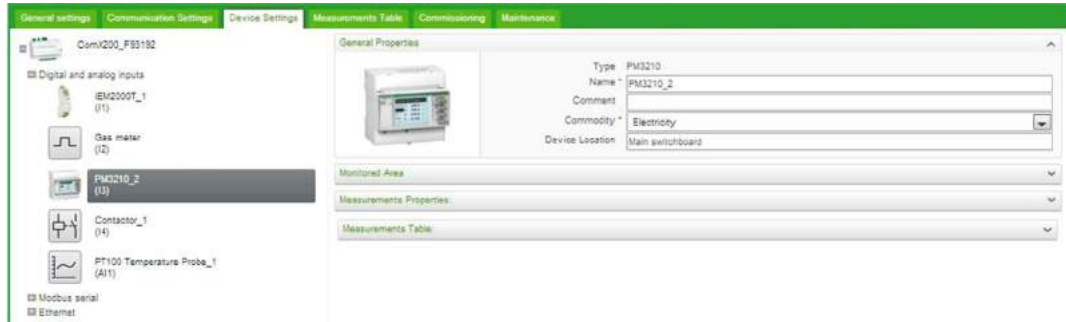 General settings Communication Settings Device Settings Measurements Table Commissioning Maintenance
ComX200_F93192
Digital and analog inputs
iEM2000T_1
(I1)
Gas meter
(I2)
PM3210_2
(I3)
Contactor_1
(I4)
PT100 Temperature Probe_1
(AI1)
Modbus serial
Ethernet
General Properties
Type PM3210
Name * PM3210_2
Comment
Commodity * Electricity
Device Location Main switchboard
Monitored Area
Measurements Properties:
Measurements Table: